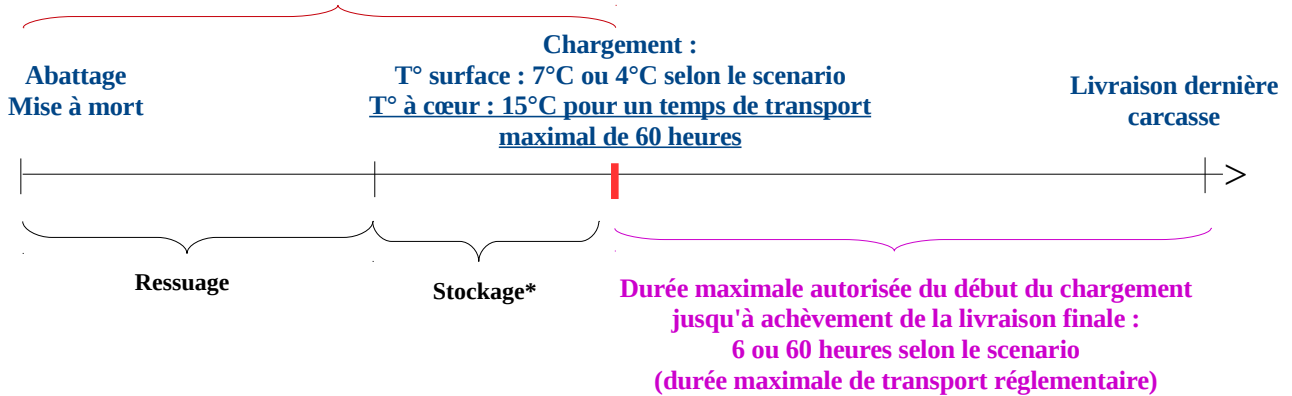 Abattage
Mise à mort
Chargement :
T° surface : 7°C ou 4°C selon le scenario
T° à cœur : 15°C pour un temps de transport
maximal de 60 heures
Livraison dernière
carcasse
Ressuage
Stockage*
Durée maximale autorisée du début du chargement
jusqu'à achèvement de la livraison finale :
6 ou 60 heures selon le scenario
(durée maximale de transport réglementaire)